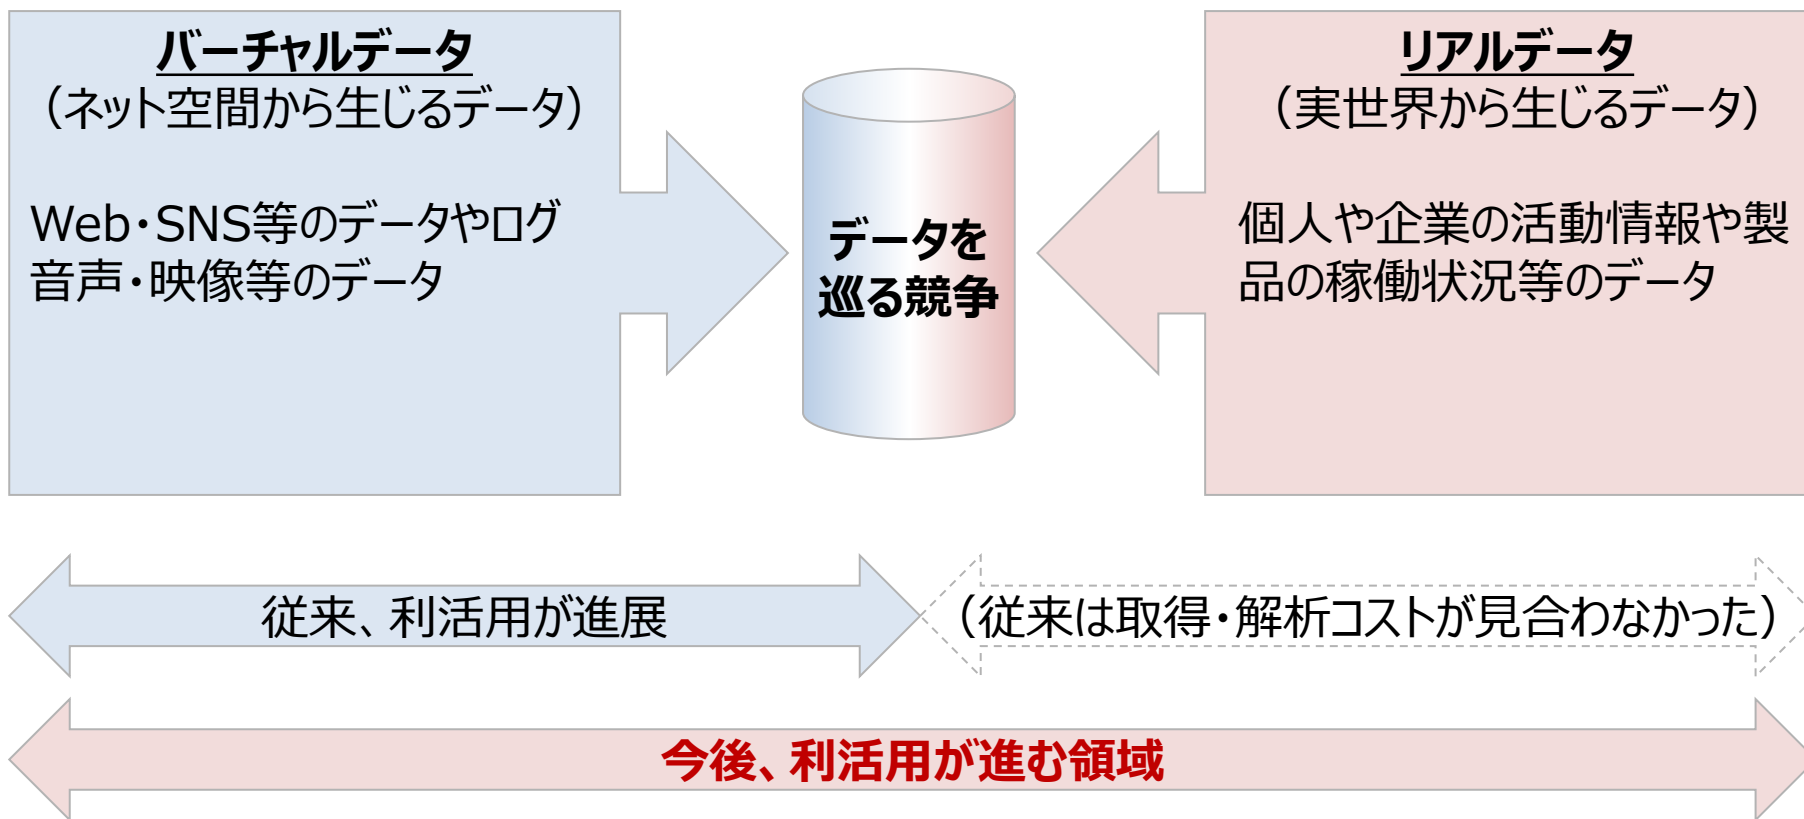 バーチャルデータ
（ネット空間から生じるデータ）
Web・SNS等のデータやログ
音声・映像等のデータ
データを
巡る競争
リアルデータ
（実世界から生じるデータ）
個人や企業の活動情報や製
品の稼働状況等のデータ
従来、利活用が進展
（従来は取得・解析コストが見合わなかった）
今後、利活用が進む領域